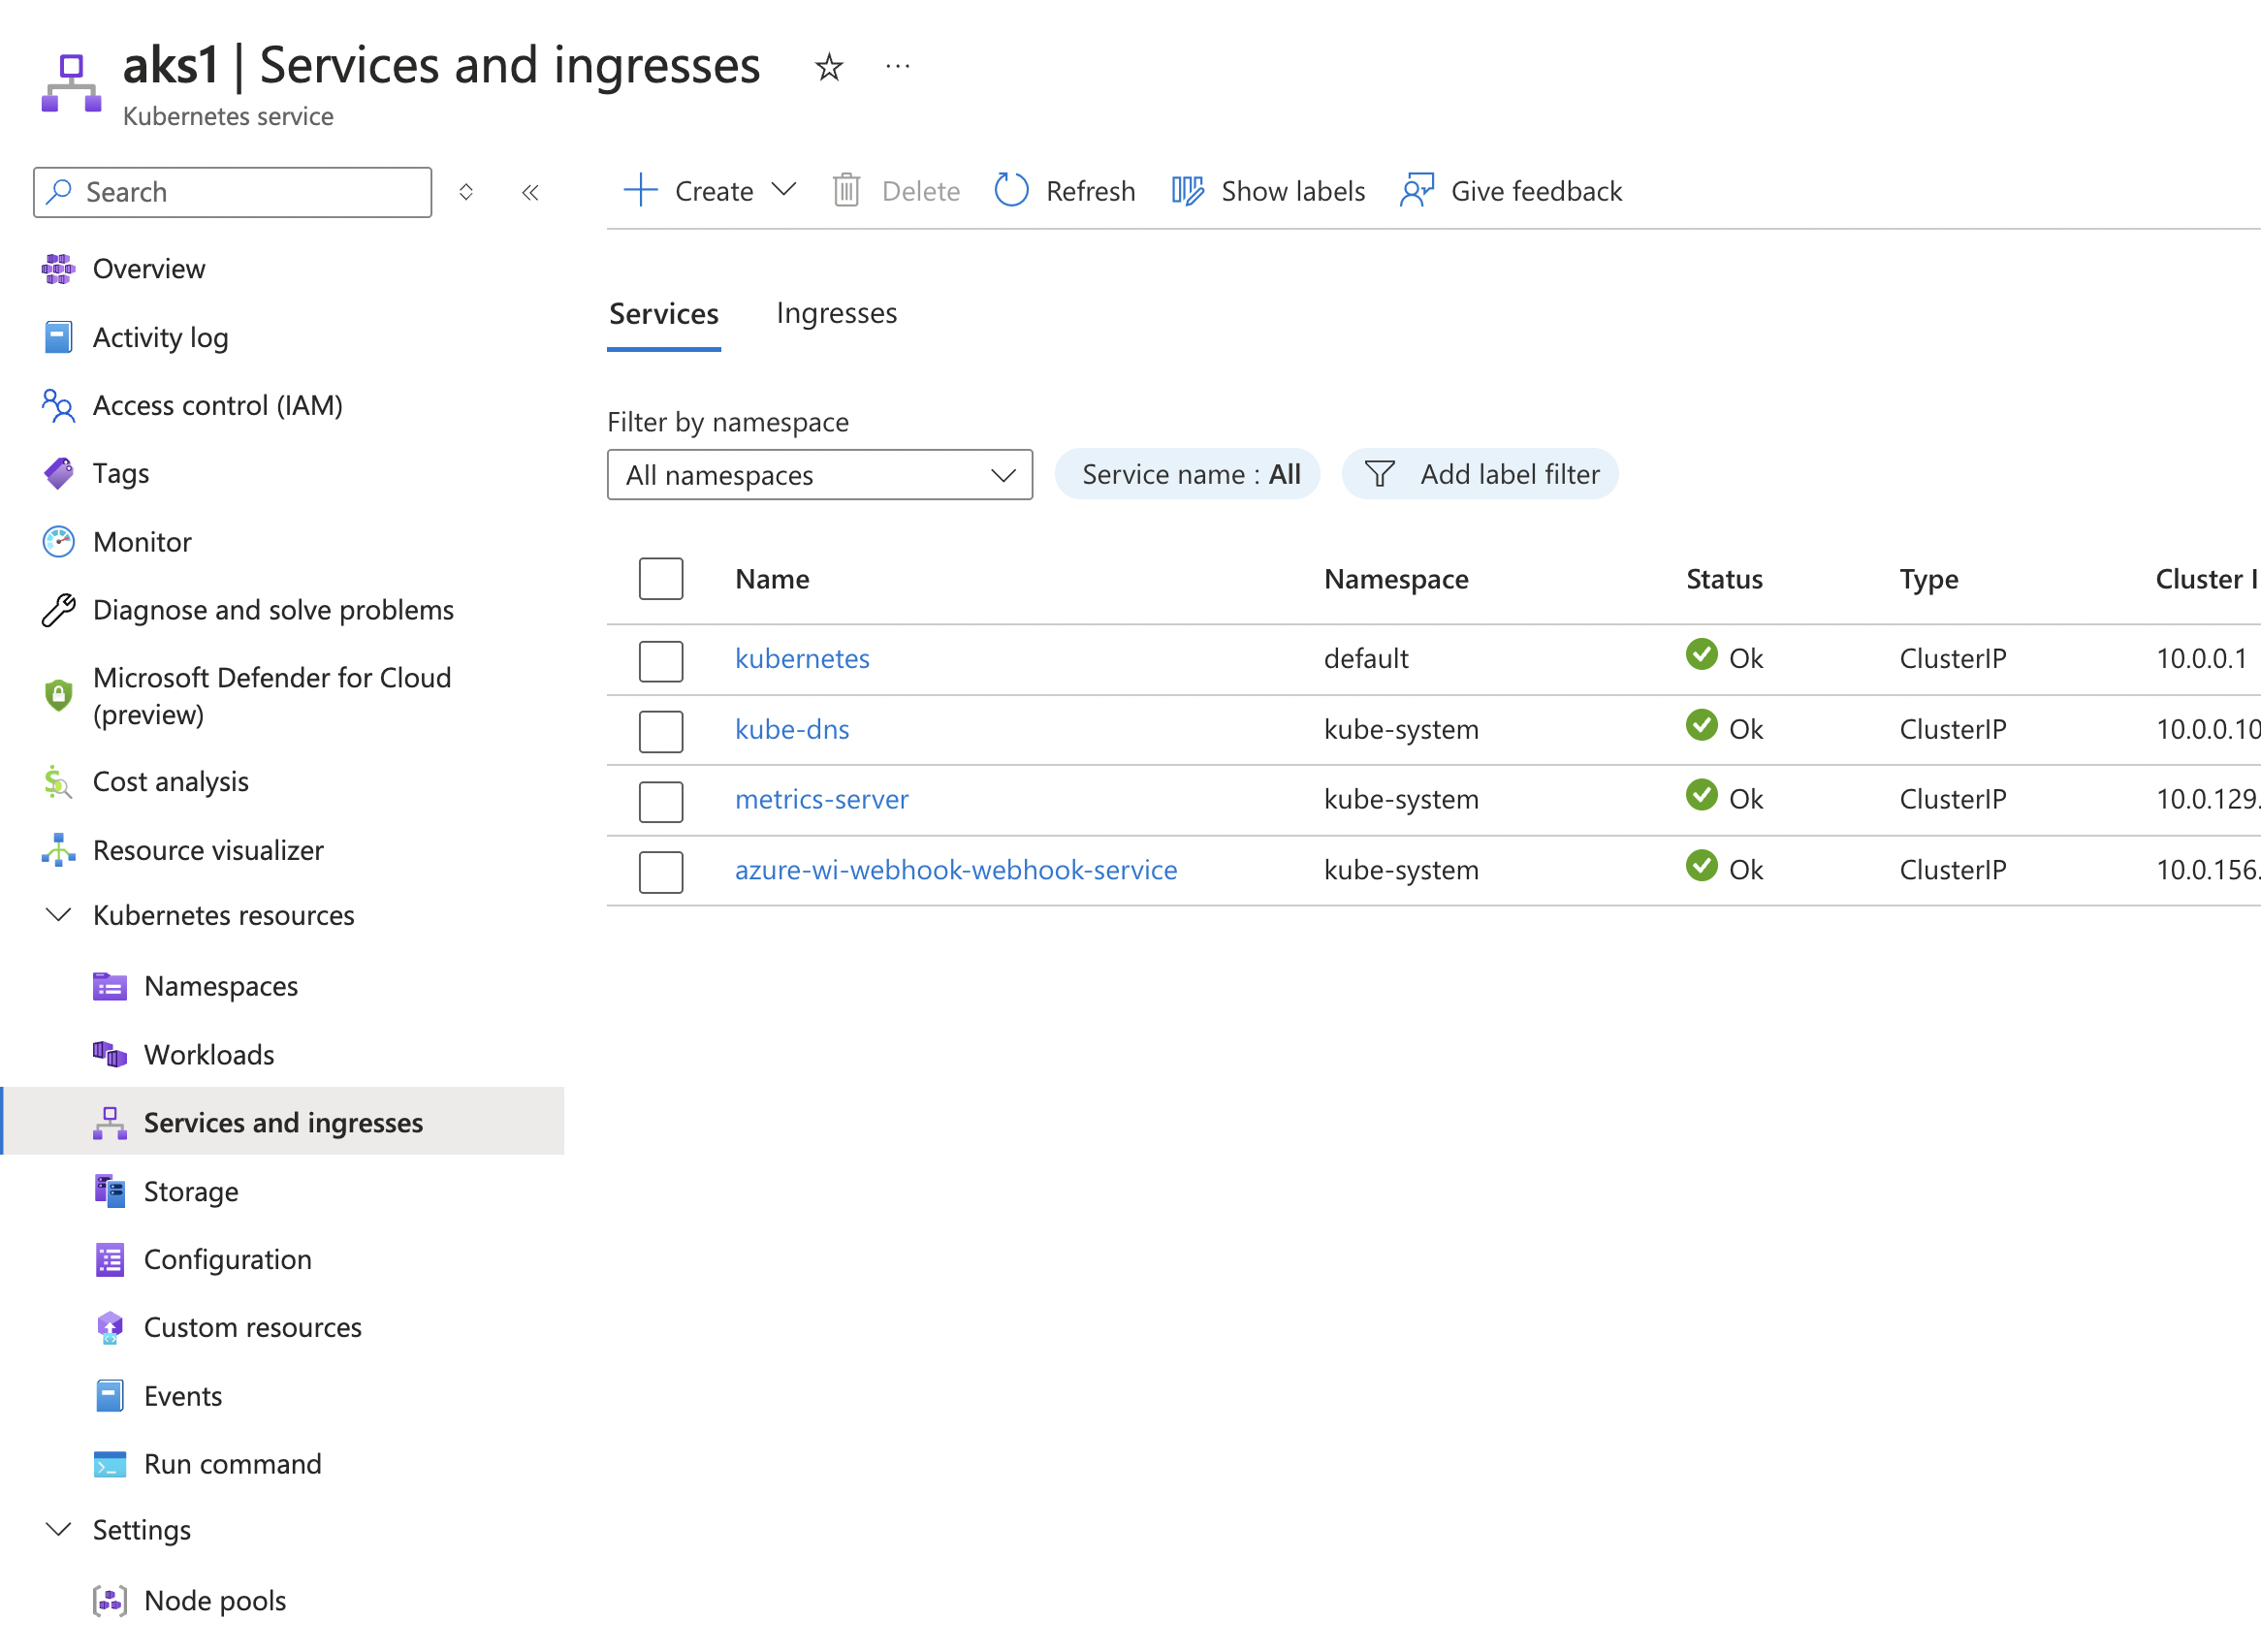 aks1 | Services and ingresses
Kubernetes service
Search
Create
Delete
Refresh
Show labels
Give feedback
Overview
Activity log
Access control (IAM)
Tags
Monitor
Diagnose and solve problems
Microsoft Defender for Cloud
(preview)
Cost analysis
Resource visualizer
Kubernetes resources
Namespaces
Workloads
Services and ingresses
Storage
Configuration
Custom resources
Events
Run command
Settings
Node pools
Services Ingresses
Filter by namespace
All namespaces Service name : All Add label filter
Name Namespace Status Type Cluster I
kubernetes default Ok ClusterIP 10.0.0.1
kube-dns kube-system Ok ClusterIP 10.0.0.10
metrics-server kube-system Ok ClusterIP 10.0.129.
azure-wi-webhook-webhook-service kube-system Ok ClusterIP 10.0.156.